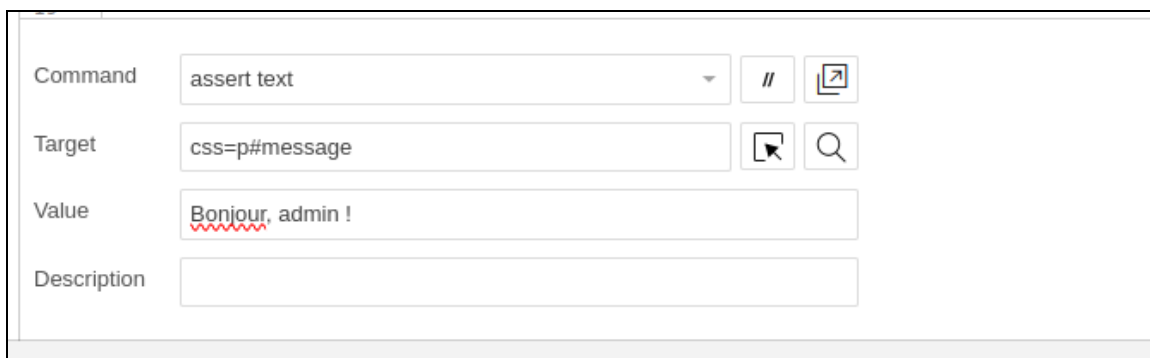 Command assert text //
Target css=p#message
Value Bonjour, admin !
Description